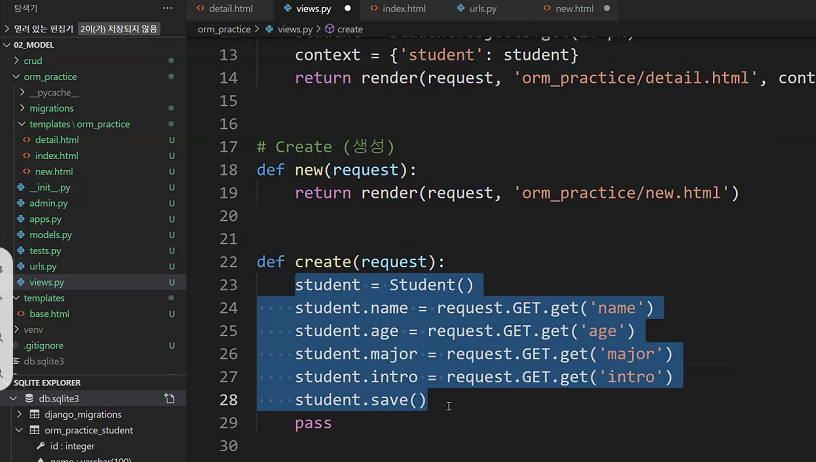 탐색기
열려 있는 편집기 2이(가) 저장되지 않음
02_MODEL
crud
orm_practice
__pycache__
migrations
templates \ orm_practice
detail.html U
index.html U
new.html U
__init__.py U
admin.py U
apps.py U
models.py U
tests.py U
urls.py U
views.py U
templates
base.html U
venv
.gitignore U
db.sqlite3
SQLITE EXPLORER
db.sqlite3
django_migrations
orm_practice_student
id : integer
name : varchar(100)
detail.html U views.py index.html U urls.py U new.html
orm_practice > views.py > create
13 context = {'student': student}
14 return render(request, 'orm_practice/detail.html', cont
15
16
17 # Create (생성)
18 def new(request):
19 return render(request, 'orm_practice/new.html')
20
21
22 def create(request):
23 student = Student()
24 student.name = request.GET.get('name')
25 student.age = request.GET.get('age')
26 student.major = request.GET.get('major')
27 student.intro = request.GET.get('intro')
28 student.save()
29 pass
30